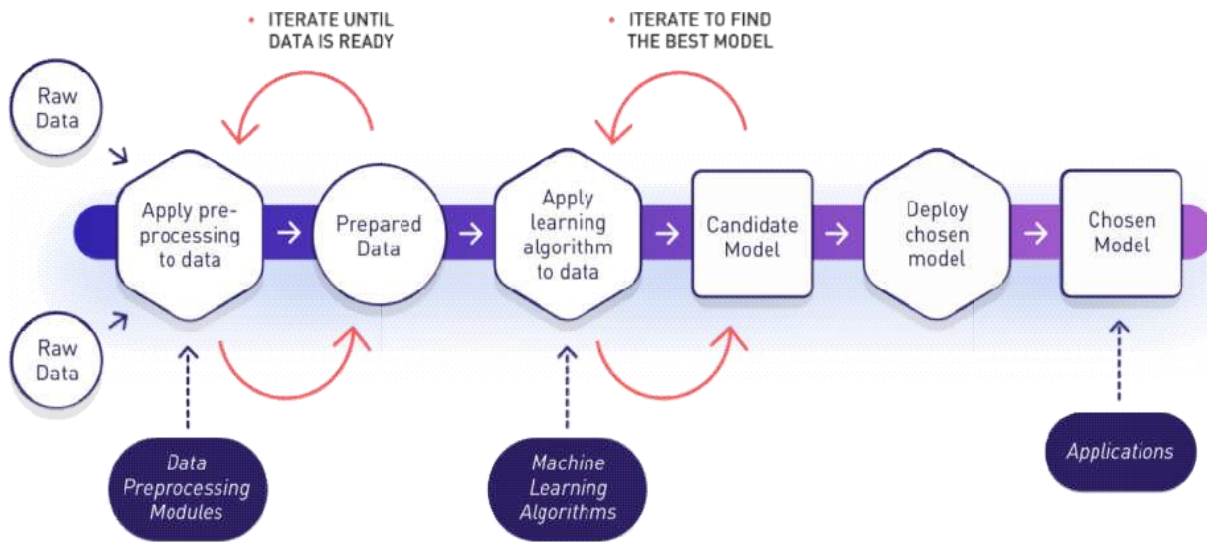 ITERATE UNTIL
DATA IS READY
ITERATE TO FIND
THE BEST MODEL
Raw
Data
Apply pre-
processing
to data
Prepared
Data
Apply
learning
algorithm
to data
Candidate
Model
Deploy
chosen
model
Chosen
Model
Raw
Data
Data
Preprocessing
Modules
Machine
Learning
Algorithms
Applications